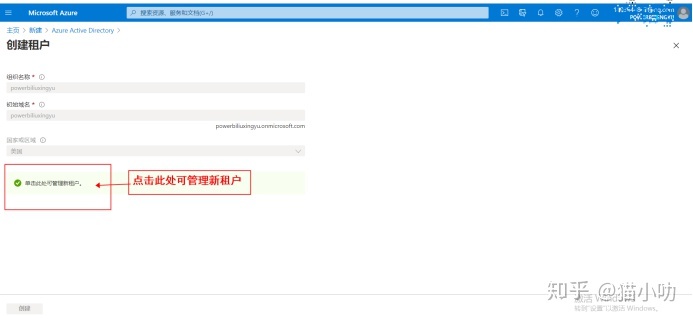 Microsoft Azure
搜索资源、服务和文档(G+/)
主页 > 新建 > Azure Active Directory >
创建租户
组织名称 *
powerbiliuxingyu
初始域名 *
powerbiliuxingyu
powerbiliuxingyu.onmicrosoft.com
国家或区域
美国
单击此处可管理新租户。
点击此处可管理新租户
创建
激活 Windows
转到"设置"以激活 Windows。
知乎 @猫小叻